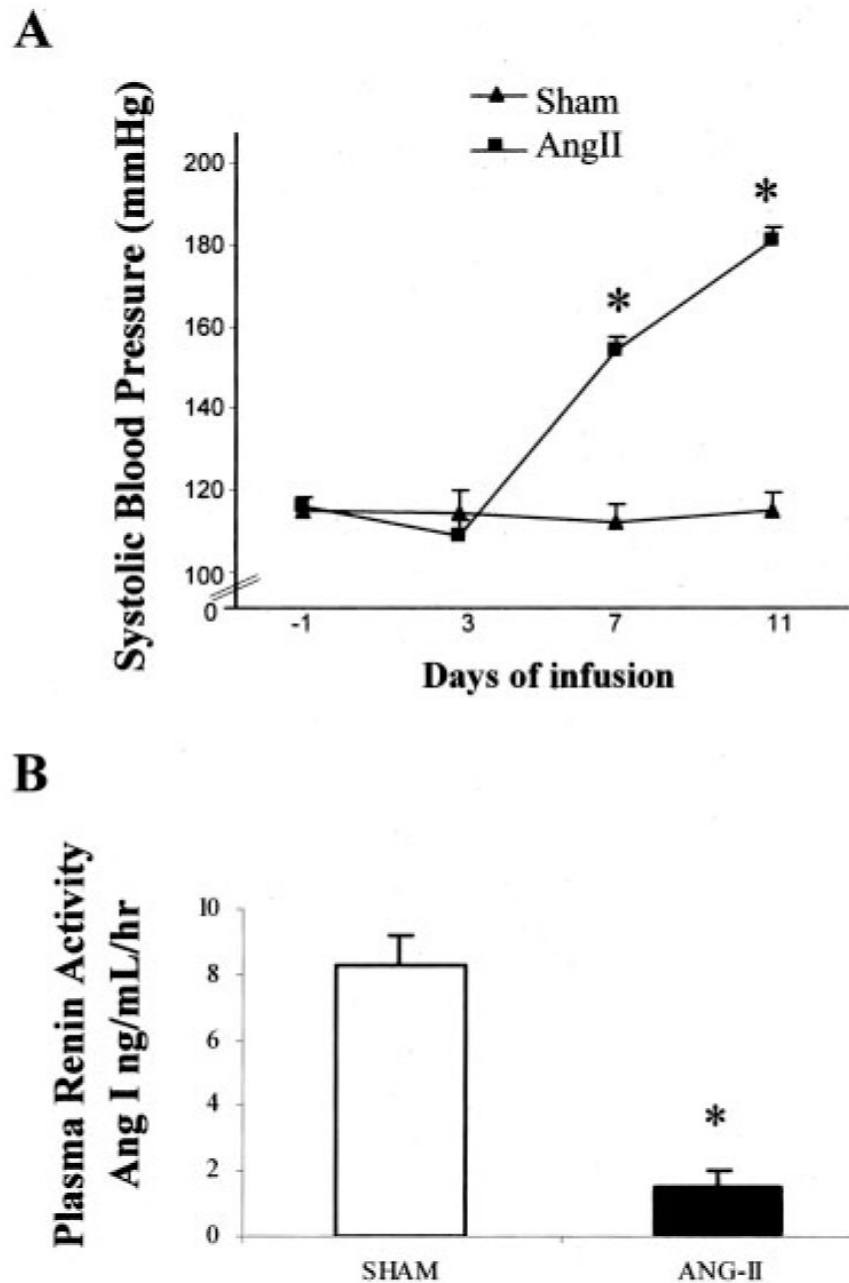 A
Sham
AngII
Systolic Blood Pressure (mmHg)
200
180
160
140
120
100
0
*
*
-1 3 7 11
Days of infusion
B
Plasma Renin Activity
Ang I ng/mL/hr
10
8
6
4
2
0
*
SHAM ANG-II